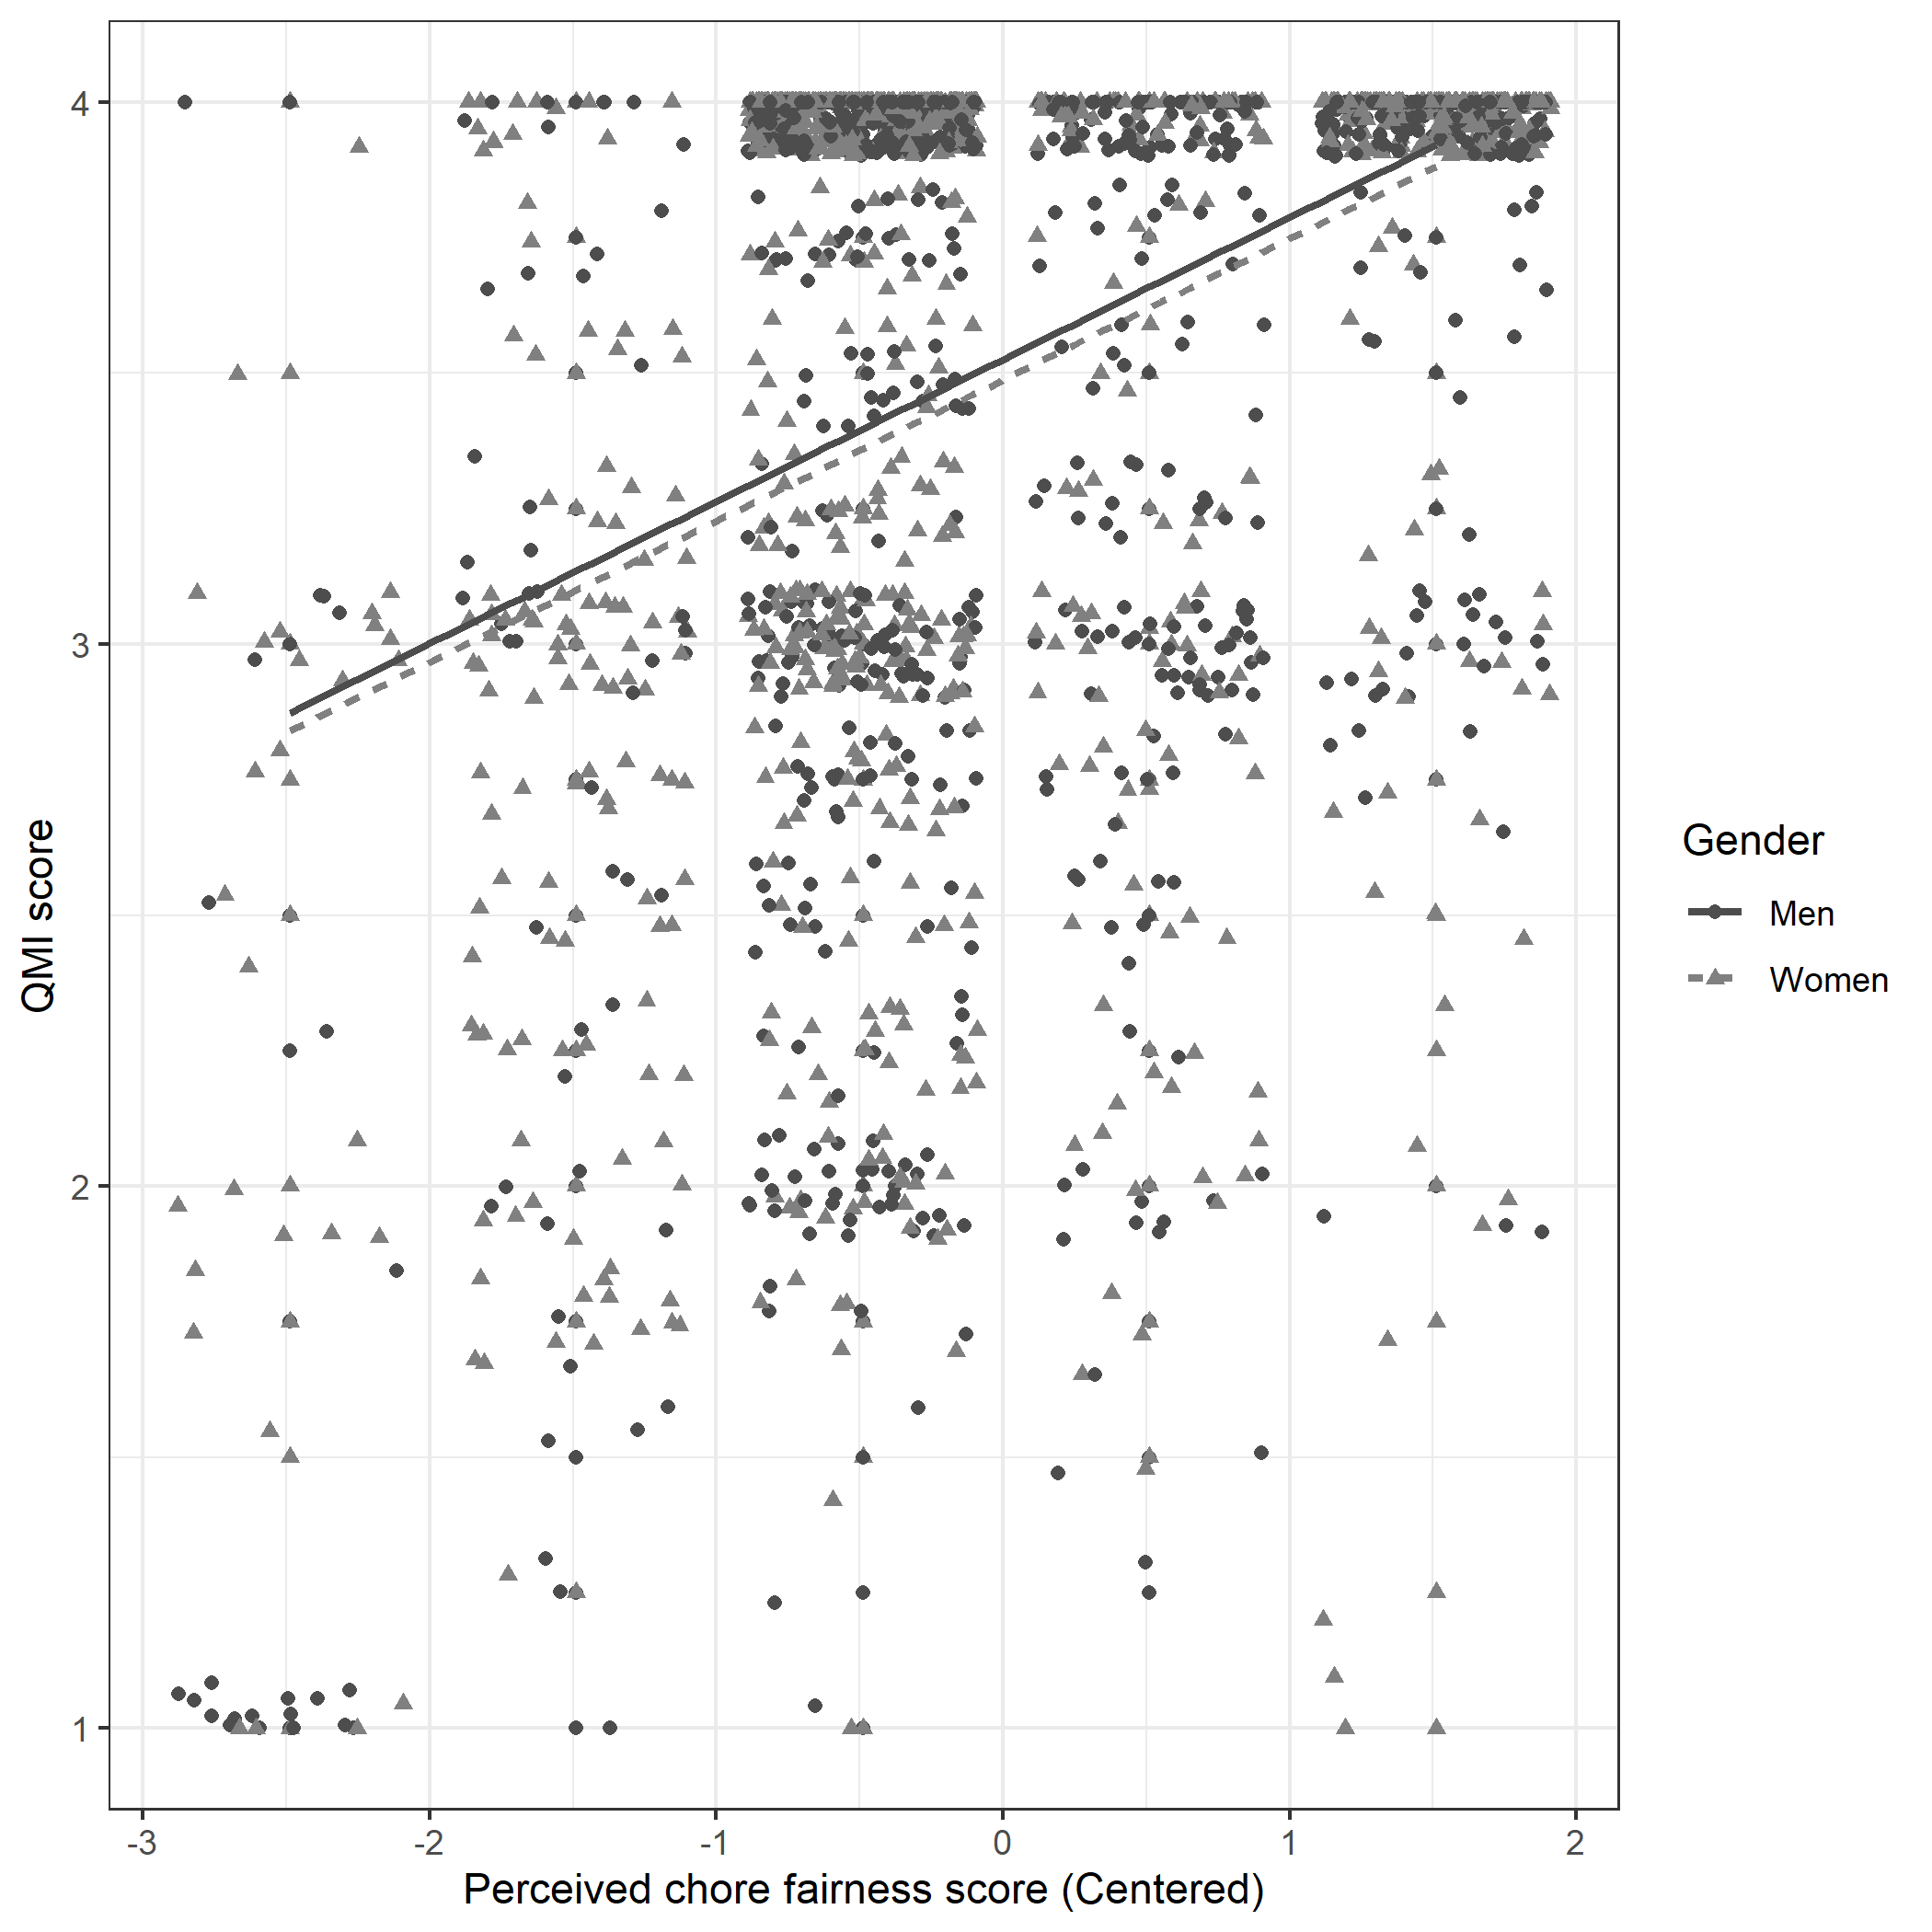 4
3
2
1
QMI score
-3
-2
-1
0
1
2
Perceived chore fairness score (Centered)
Gender
Men
Women